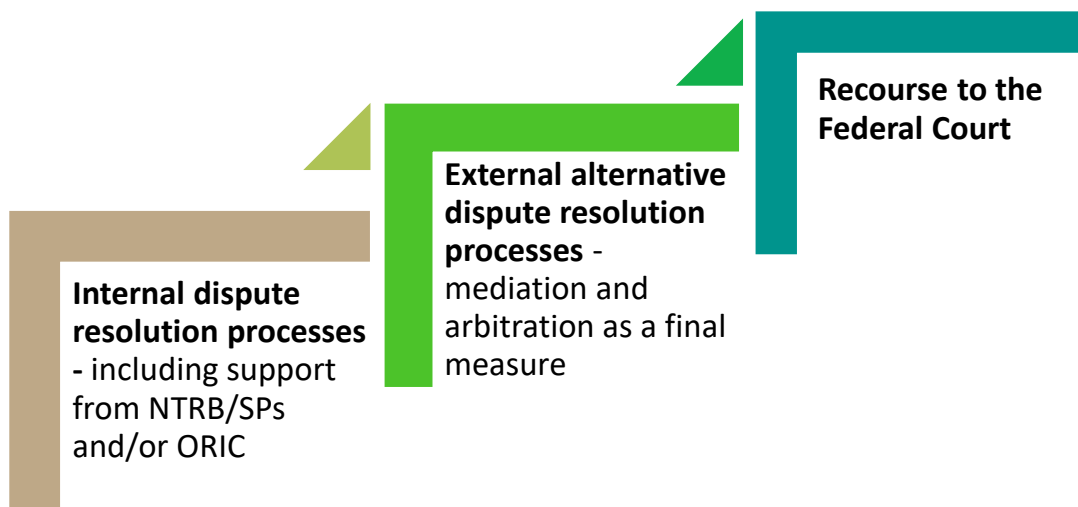 Internal dispute
resolution processes
- including support
from NTRB/SPs
and/or ORIC
External alternative
dispute resolution
processes -
mediation and
arbitration as a final
measure
Recourse to the
Federal Court